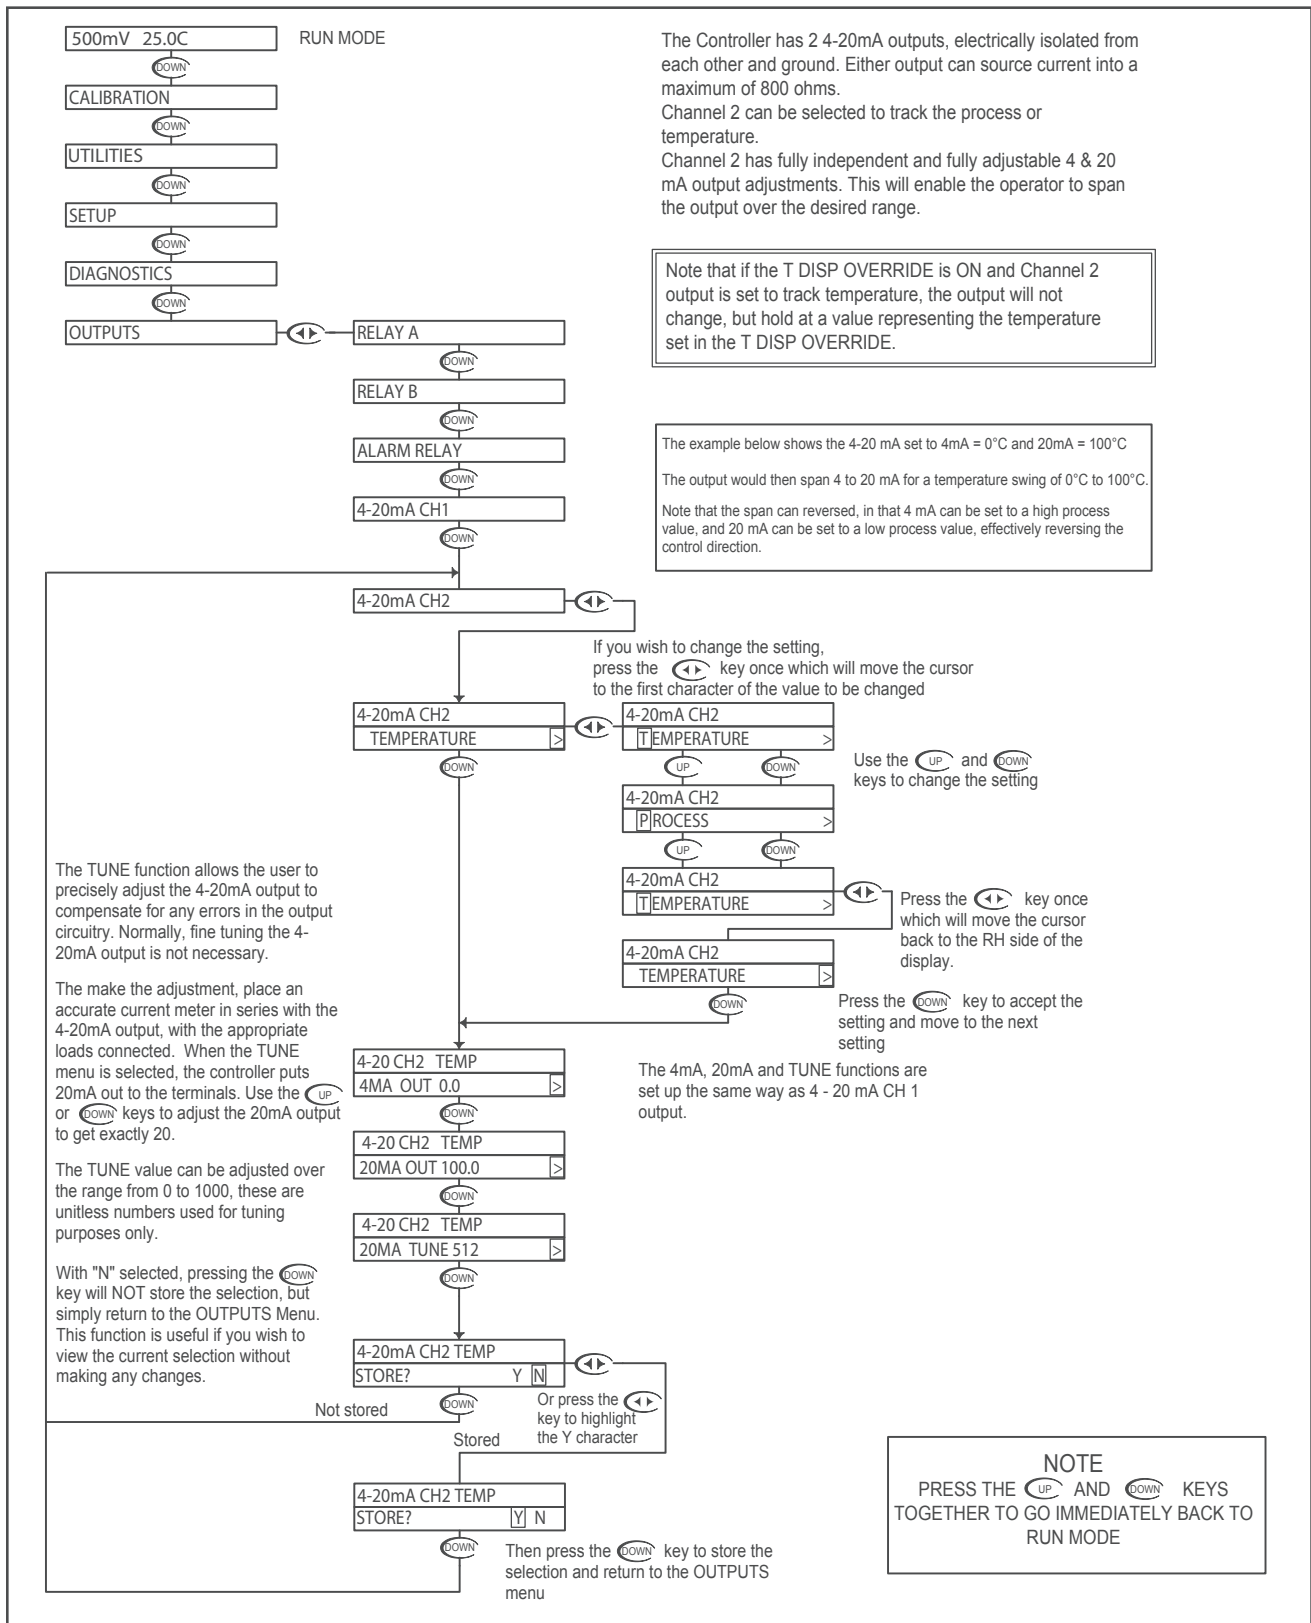 500mV 25.0C
RUN MODE
DOWN
CALIBRATION
DOWN
UTILITIES
DOWN
SETUP
DOWN
DIAGNOSTICS
DOWN
OUTPUTS
RELAY A
DOWN
RELAY B
DOWN
ALARM RELAY
DOWN
4-20mA CH1
DOWN
4-20mA CH2
The Controller has 2 4-20mA outputs, electrically isolated from
each other and ground. Either output can source current into a
maximum of 800 ohms.
Channel 2 can be selected to track the process or
temperature.
Channel 2 has fully independent and fully adjustable 4 & 20
mA output adjustments. This will enable the operator to span
the output over the desired range.
Note that if the T DISP OVERRIDE is ON and Channel 2
output is set to track temperature, the output will not
change, but hold at a value representing the temperature
set in the T DISP OVERRIDE.
The example below shows the 4-20 mA set to 4mA = 0°C and 20mA = 100°C
The output would then span 4 to 20 mA for a temperature swing of 0°C to 100°C.
Note that the span can reversed, in that 4 mA can be set to a high process
value, and 20 mA can be set to a low process value, effectively reversing the
control direction.
If you wish to change the setting,
press the key once which will move the cursor
to the first character of the value to be changed
4-20mA CH2
TEMPERATURE >
DOWN
4-20mA CH2
TEMPERATURE >
UP DOWN
Use the UP and DOWN
keys to change the setting
4-20mA CH2
PROCESS >
UP DOWN
4-20mA CH2
TEMPERATURE >
Press the key once
which will move the cursor
back to the RH side of the
display.
4-20mA CH2
TEMPERATURE >
DOWN
Press the DOWN key to accept the
setting and move to the next
setting
The 4mA, 20mA and TUNE functions are
set up the same way as 4 - 20 mA CH 1
output.
The TUNE function allows the user to
precisely adjust the 4-20mA output to
compensate for any errors in the output
circuitry. Normally, fine tuning the 4-
20mA output is not necessary.
The make the adjustment, place an
accurate current meter in series with the
4-20mA output, with the appropriate
loads connected. When the TUNE
menu is selected, the controller puts
20mA out to the terminals. Use the UP
or DOWN keys to adjust the 20mA output
to get exactly 20.
The TUNE value can be adjusted over
the range from 0 to 1000, these are
unitless numbers used for tuning
purposes only.
With "N" selected, pressing the DOWN
key will NOT store the selection, but
simply return to the OUTPUTS Menu.
This function is useful if you wish to
view the current selection without
making any changes.
4-20 CH2 TEMP
4MA OUT 0.0 >
DOWN
4-20 CH2 TEMP
20MA OUT 100.0 >
DOWN
4-20 CH2 TEMP
20MA TUNE 512 >
DOWN
4-20mA CH2 TEMP
STORE? Y N
DOWN
Not stored
Or press the
key to highlight
the Y character
Stored
4-20mA CH2 TEMP
STORE? Y N
DOWN
Then press the DOWN key to store the
selection and return to the OUTPUTS
menu
NOTE
PRESS THE UP AND DOWN KEYS
TOGETHER TO GO IMMEDIATELY BACK TO
RUN MODE